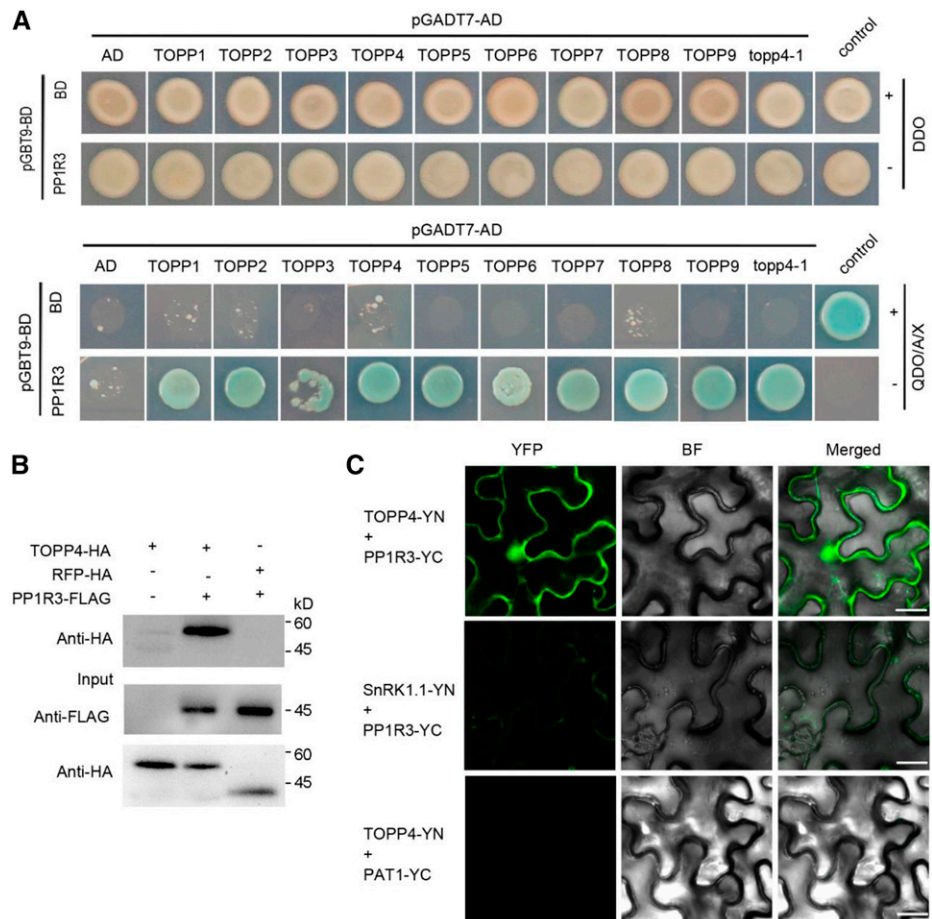 A
pGADT7-AD
AD TOPP1 TOPP2 TOPP3 TOPP4 TOPP5 TOPP6 TOPP7 TOPP8 TOPP9 topp4-1 control
pGBT9-BD
BD
+
PP1R3
-
DDO
pGADT7-AD
AD TOPP1 TOPP2 TOPP3 TOPP4 TOPP5 TOPP6 TOPP7 TOPP8 TOPP9 topp4-1 control
pGBT9-BD
BD
+
PP1R3
-
QDO/A/X
B
TOPP4-HA + + -
RFP-HA - - +
PP1R3-FLAG - + +
kD
Anti-HA
-60
-45
Input
Anti-FLAG
-45
Anti-HA
-60
-45
C
YFP BF Merged
TOPP4-YN
+
PP1R3-YC
SnRK1.1-YN
+
PP1R3-YC
TOPP4-YN
+
PAT1-YC